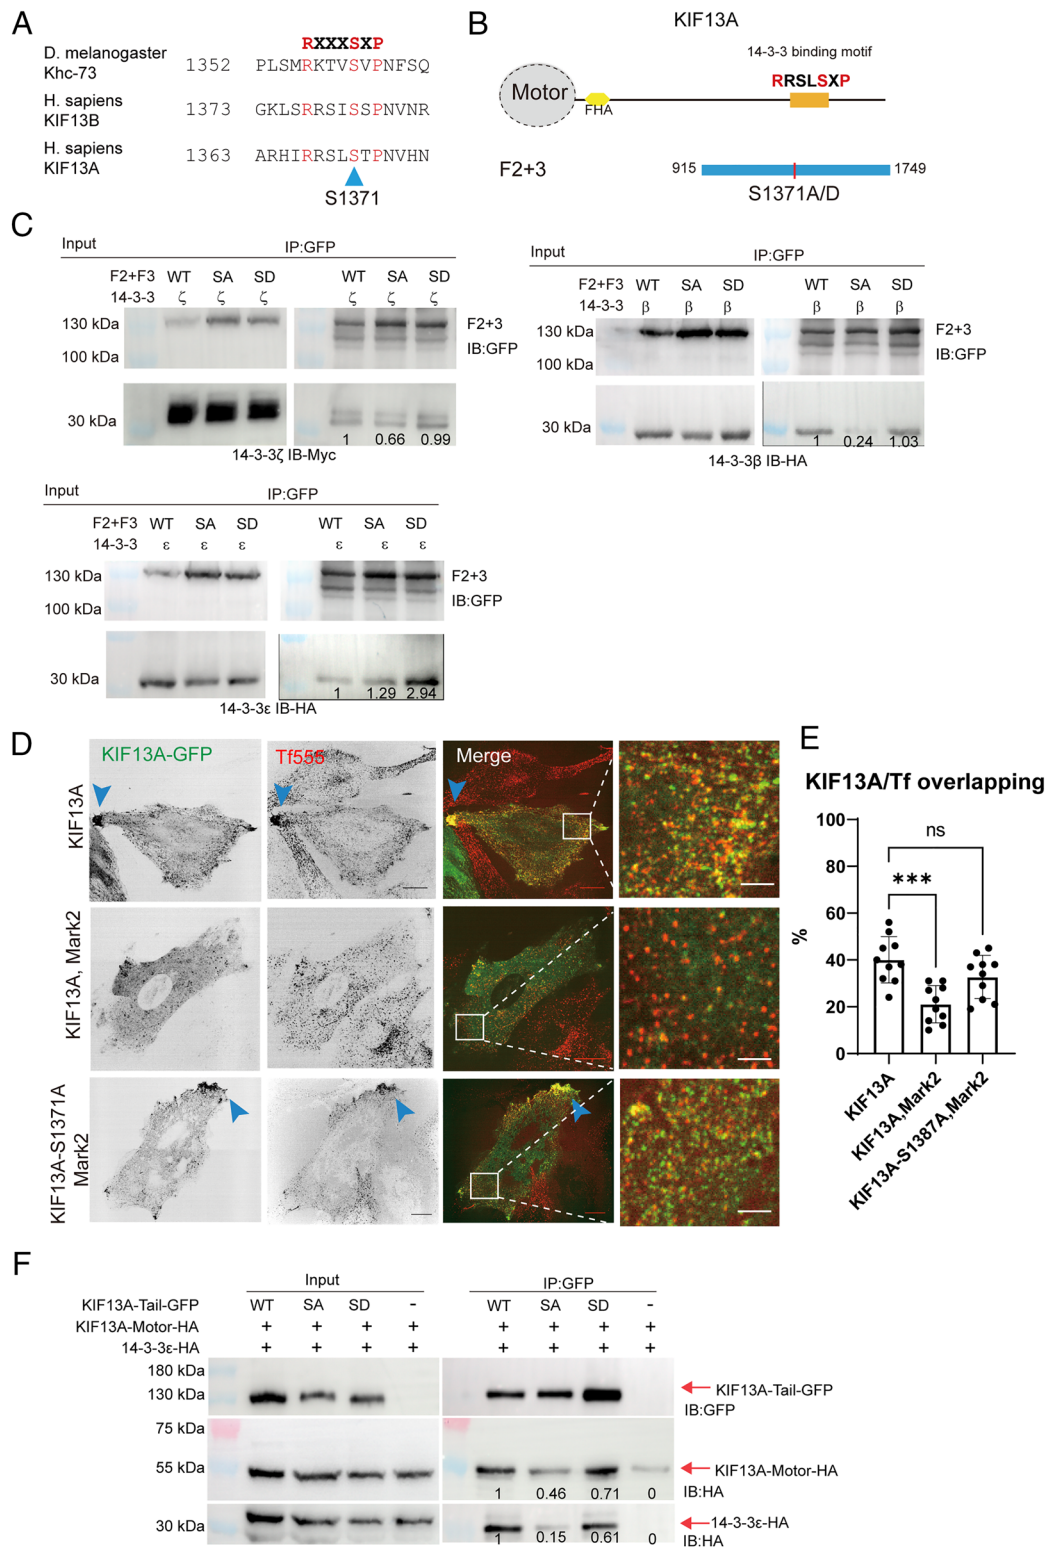 A
RXXXSXP
D. melanogaster
Khc-73
1352 PLSMRKTVSVPNFSQ
H. sapiens
KIF13B
1373 GKLSRRSISSPNVNR
H. sapiens
KIF13A
1363 ARHIRRSLSTPNVHN
S1371
B
KIF13A
14-3-3 binding motif
RRSLSXP
Motor
FHA
F2+3
915
1749
S1371A/D
C
Input
IP:GFP
F2+F3 WT SA SD WT SA SD
14-3-3 ζ ζ ζ ζ ζ ζ
130 kDa
F2+3
100 kDa
IB:GFP
30 kDa
1 0.66 0.99
14-3-3ζ IB-Myc
Input
IP:GFP
F2+F3 WT SA SD WT SA SD
14-3-3 β β β β β β
130 kDa
F2+3
100 kDa
IB:GFP
30 kDa
1 0.24 1.03
14-3-3β IB-HA
Input
IP:GFP
F2+F3 WT SA SD WT SA SD
14-3-3 ε ε ε ε ε ε
130 kDa
F2+3
100 kDa
IB:GFP
30 kDa
1 1.29 2.94
14-3-3ε IB-HA
D
KIF13A-GFP
Tf555
Merge
KIF13A
KIF13A, Mark2
KIF13A-S1371A
Mark2
E
KIF13A/Tf overlapping
100
80
60
40
20
0
%
ns
***
KIF13A
KIF13A,Mark2
KIF13A-S1387A,Mark2
F
Input
IP:GFP
KIF13A-Tail-GFP WT SA SD - WT SA SD -
KIF13A-Motor-HA + + + + + + + +
14-3-3ε-HA + + + + + + + +
180 kDa
130 kDa
KIF13A-Tail-GFP
IB:GFP
75 kDa
55 kDa
KIF13A-Motor-HA
1 0.46 0.71 0
IB:HA
30 kDa
14-3-3ε-HA
1 0.15 0.61 0
IB:HA